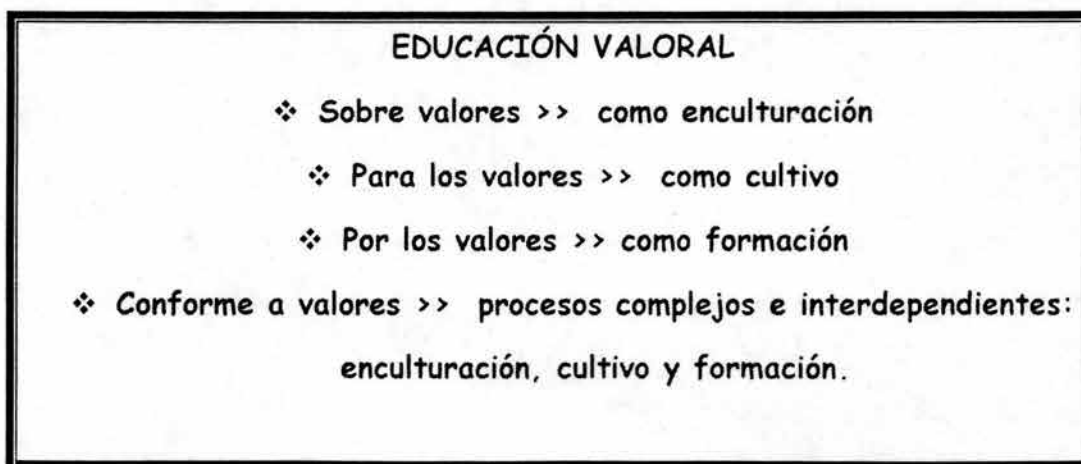 EDUCACIÓN VALORAL
❖ Sobre valores >> como enculturación
❖ Para los valores >> como cultivo
❖ Por los valores >> como formación
❖ Conforme a valores >> procesos complejos e interdependientes:
enculturación, cultivo y formación.